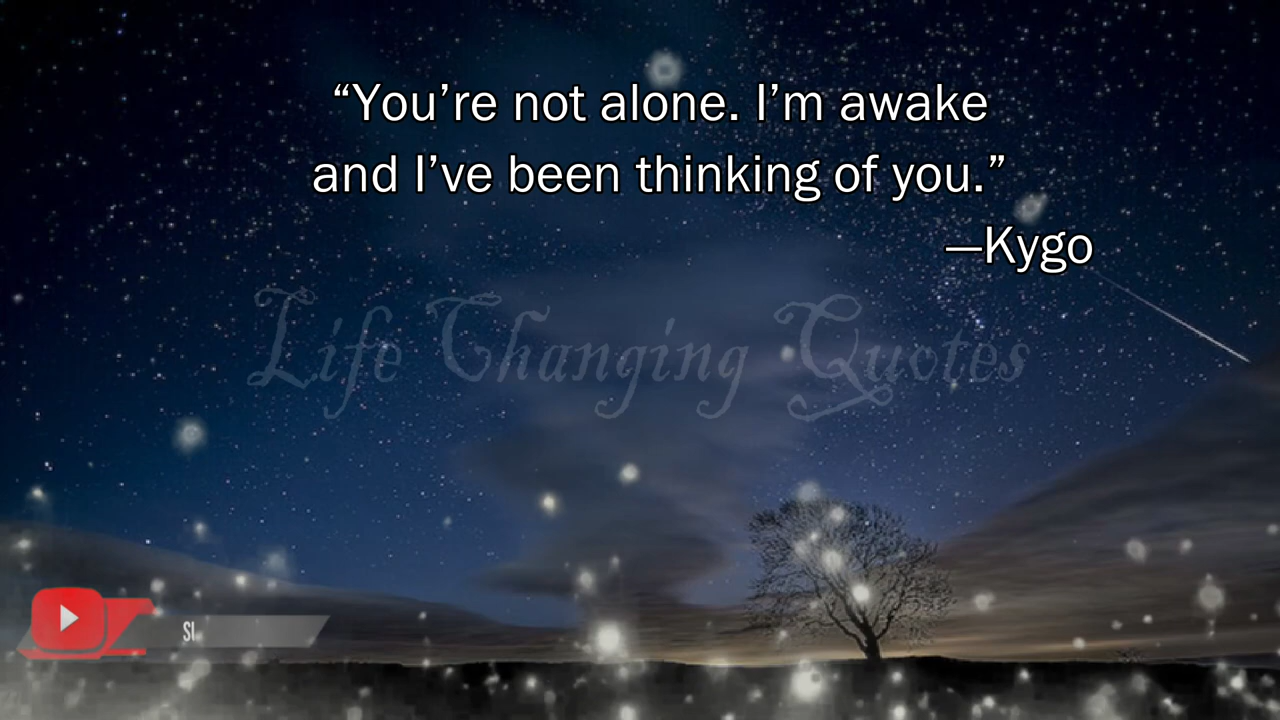 “You’re not alone. I’m awake
and I’ve been thinking of you.”
—Kygo
Life Changing Quotes